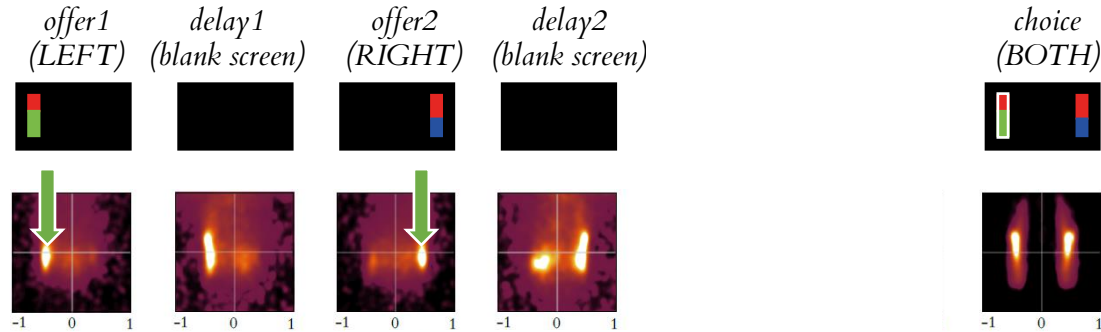 offer1 delay1 offer2 delay2 choice
(LEFT) (blank screen) (RIGHT) (blank screen) (BOTH)
-1 0 1 -1 0 1 -1 0 1 -1 0 1 -1 0 1